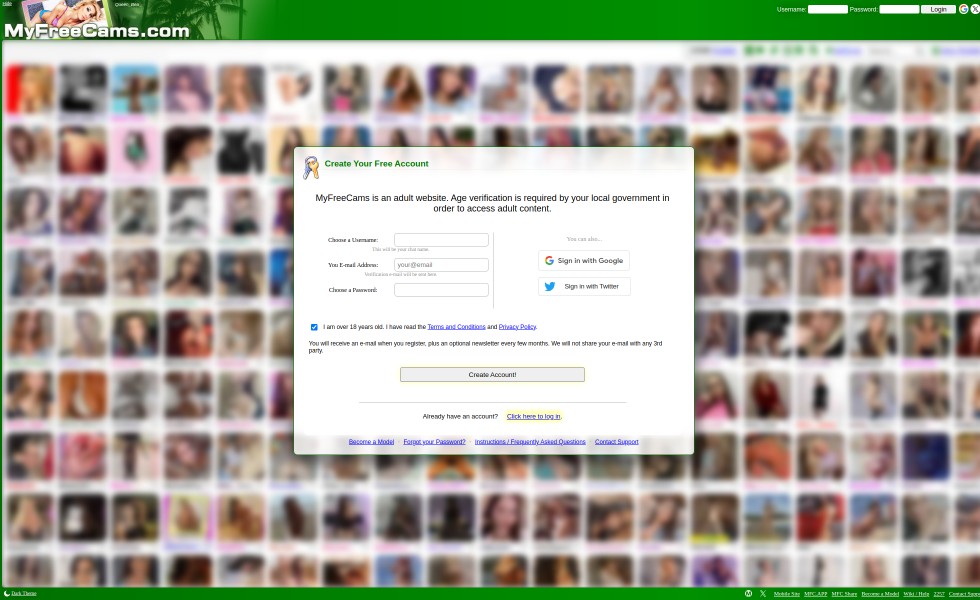 Hide
MyFreeCams.com
Username:
Password:
Login
Create Your Free Account
MyFreeCams is an adult website. Age verification is required by your local government in
order to access adult content.
Choose a Username:
This will be your chat name.
You E-mail Address:
your@email
Verification e-mail will be sent here.
Choose a Password:
You can also...
Sign in with Google
Sign in with Twitter
I am over 18 years old. I have read the Terms and Conditions and Privacy Policy.
You will receive an e-mail when you register, plus an optional newsletter every few months. We will not share your e-mail with any 3rd
party.
Create Account!
Already have an account? Click here to log in.
Become a Model · Forgot your Password? · Instructions / Frequently Asked Questions · Contact Support
Dark Theme
Mobile Site MFC.APP MFC Share Become a Model Wiki / Help 2257 Contact